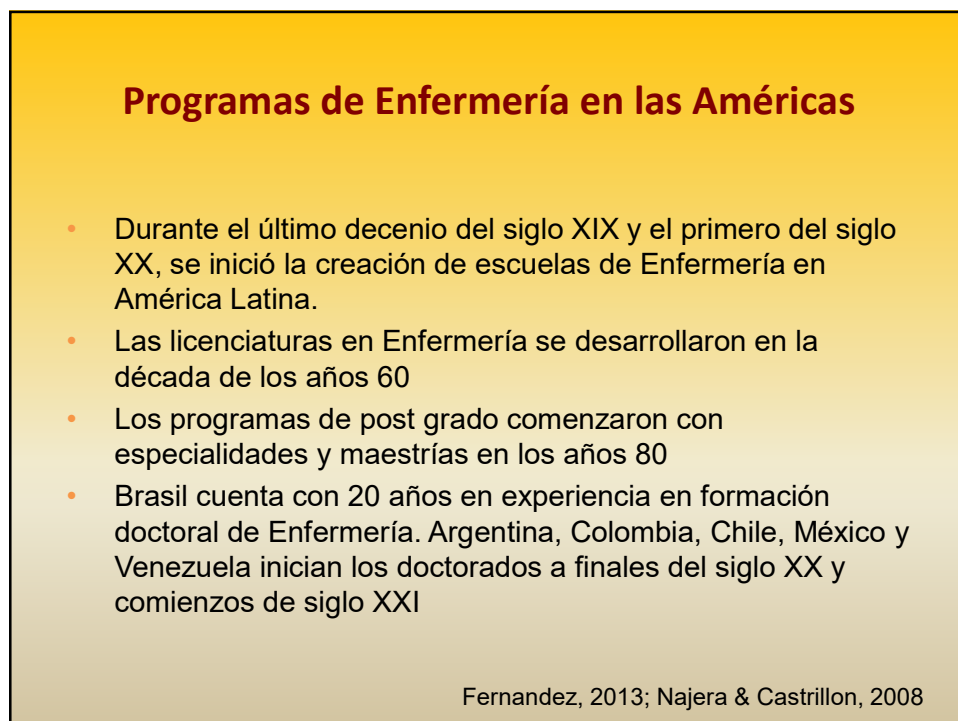 Programas de Enfermería en las Américas
• Durante el último decenio del siglo XIX y el primero del siglo
XX, se inició la creación de escuelas de Enfermería en
América Latina.
• Las licenciaturas en Enfermería se desarrollaron en la
década de los años 60
• Los programas de post grado comenzaron con
especialidades y maestrías en los años 80
• Brasil cuenta con 20 años en experiencia en formación
doctoral de Enfermería. Argentina, Colombia, Chile, México y
Venezuela inician los doctorados a finales del siglo XX y
comienzos de siglo XXI
Fernandez, 2013; Najera & Castrillon, 2008